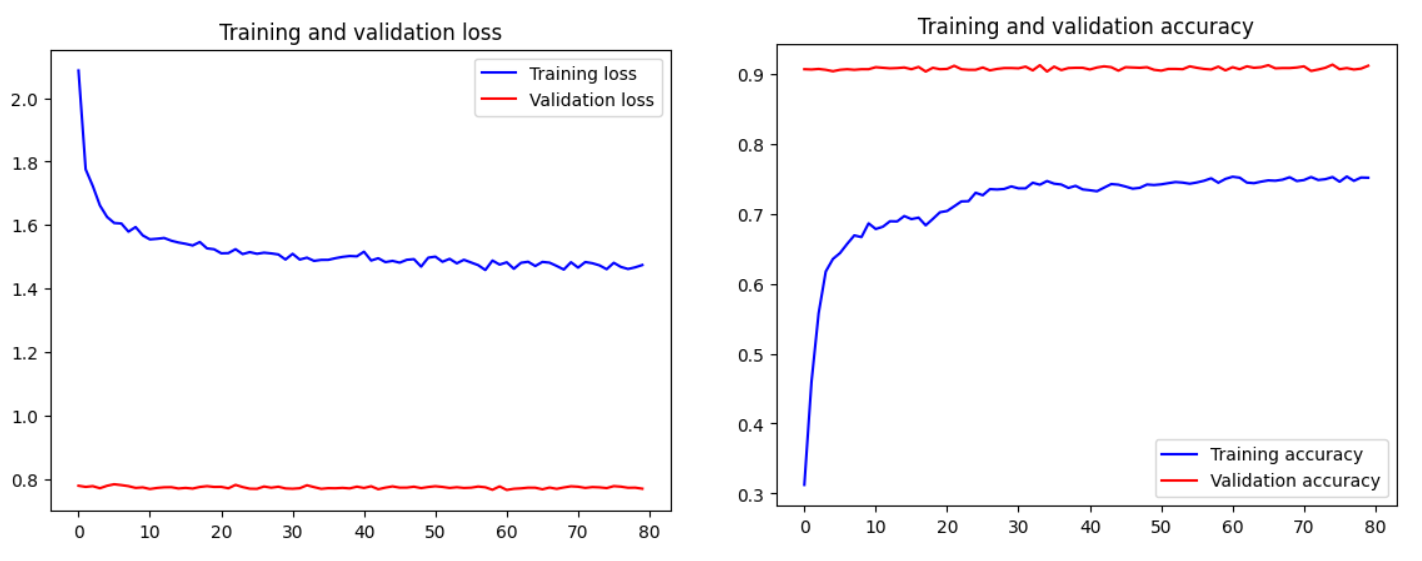 Training and validation loss
Training loss
Validation loss
2.0
1.8
1.6
1.4
1.2
1.0
0.8
0 10 20 30 40 50 60 70 80
Training and validation accuracy
0.9
0.8
0.7
0.6
0.5
0.4
0.3
Training accuracy
Validation accuracy
0 10 20 30 40 50 60 70 80